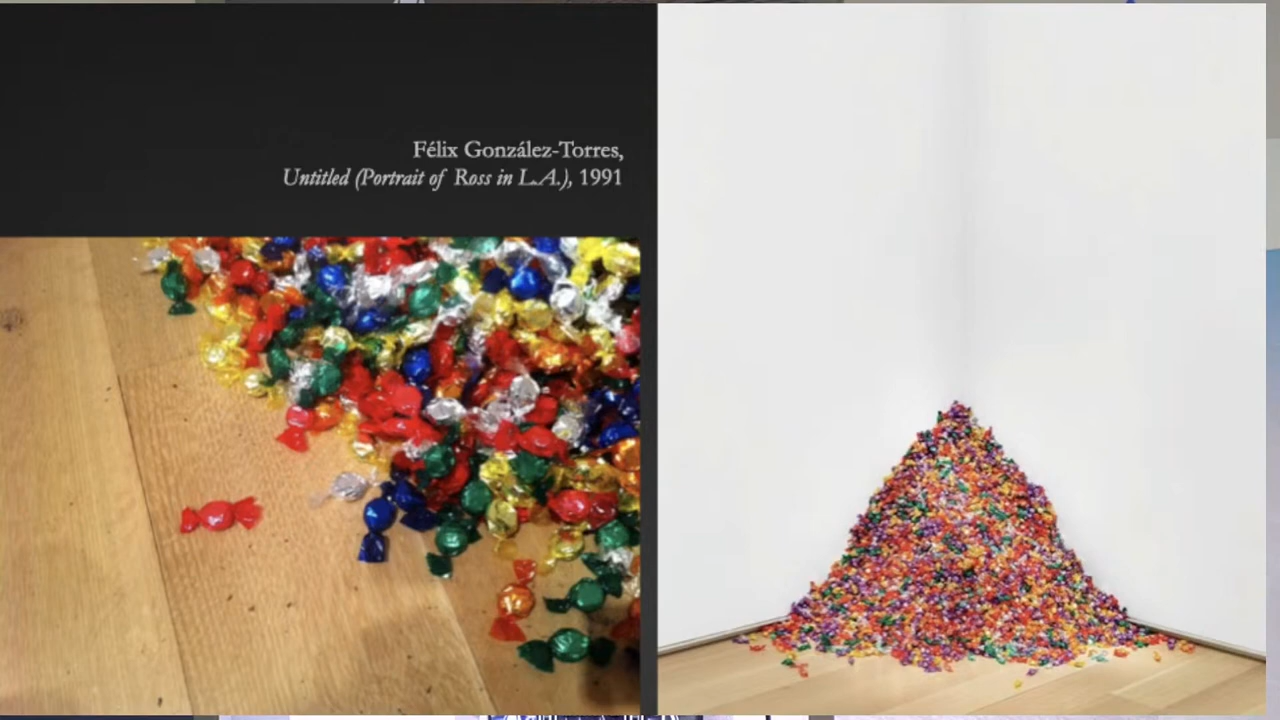 Félix González-Torres,
Untitled (Portrait of Ross in L.A.), 1991